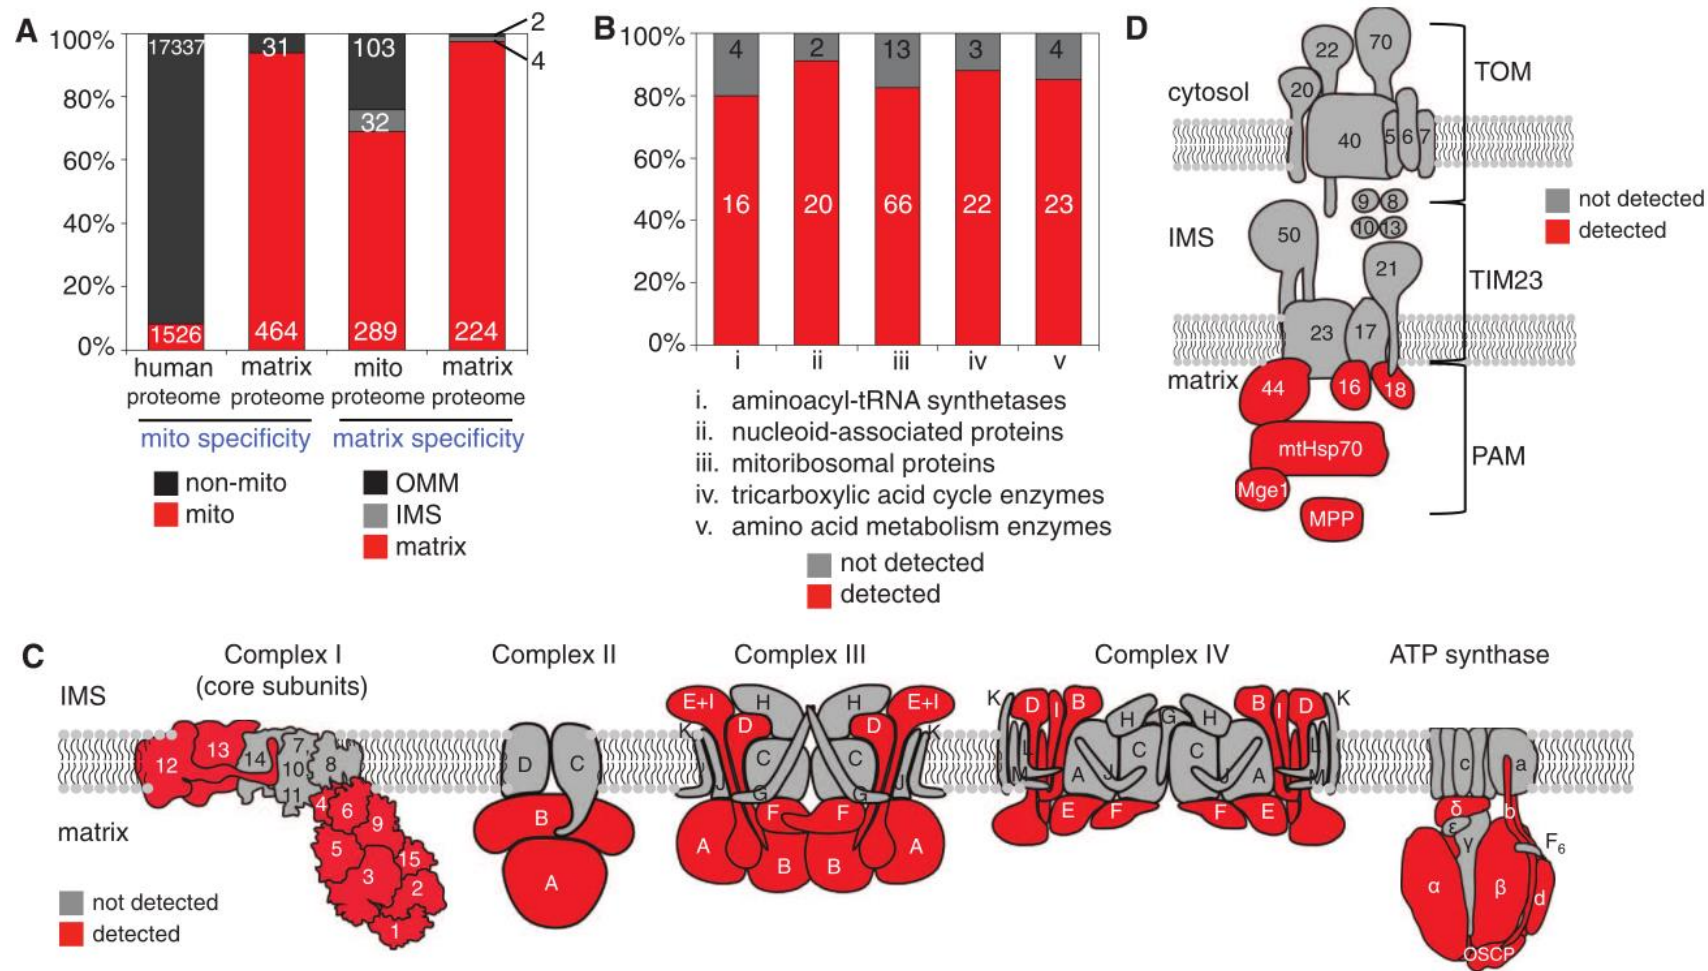 A
100%
80%
60%
40%
20%
0%
17337
1526
31
464
103
32
289
2
4
224
human
proteome
matrix
proteome
mito
proteome
matrix
proteome
mito specificity
matrix specificity
non-mito
mito
OMM
IMS
matrix
B
100%
80%
60%
40%
20%
0%
4
2
13
3
4
16
20
66
22
23
i
ii
iii
iv
v
i. aminoacyl-tRNA synthetases
ii. nucleoid-associated proteins
iii. mitoribosomal proteins
iv. tricarboxylic acid cycle enzymes
v. amino acid metabolism enzymes
not detected
detected
D
cytosol
IMS
matrix
22
70
20
40
5
6
7
9
8
10
13
50
21
23
17
44
16
18
mtHsp70
Mge1
MPP
TOM
TIM23
PAM
not detected
detected
C
IMS
matrix
Complex I
(core subunits)
12
13
14
7
10
11
8
4
6
9
5
15
3
2
1
not detected
detected
Complex II
D
C
B
A
Complex III
E+I
H
H
E+I
K
D
D
K
C
C
J
J
G
G
F
F
A
B
B
A
Complex IV
K
D
I
B
H
G
H
B
I
D
K
L
C
C
L
M
A
J
J
A
M
E
F
F
E
ATP synthase
c
a
δ
b
ε
γ
F6
α
β
d
OSCP